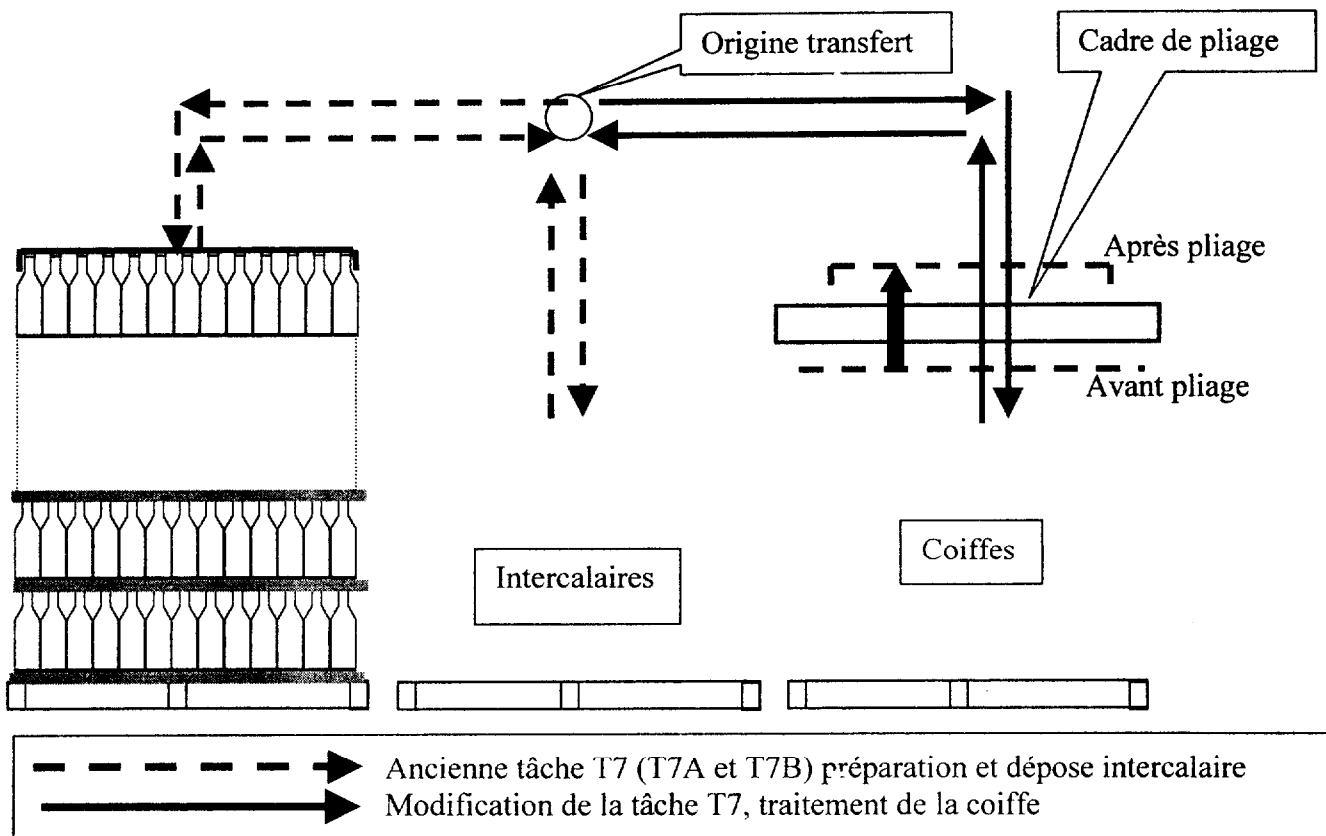 Origine transfert
Cadre de pliage
Après pliage
Avant pliage
Coiffes
Intercalaires
Ancienne tâche T7 (T7A et T7B) préparation et dépose intercalaire
Modification de la tâche T7, traitement de la coiffe